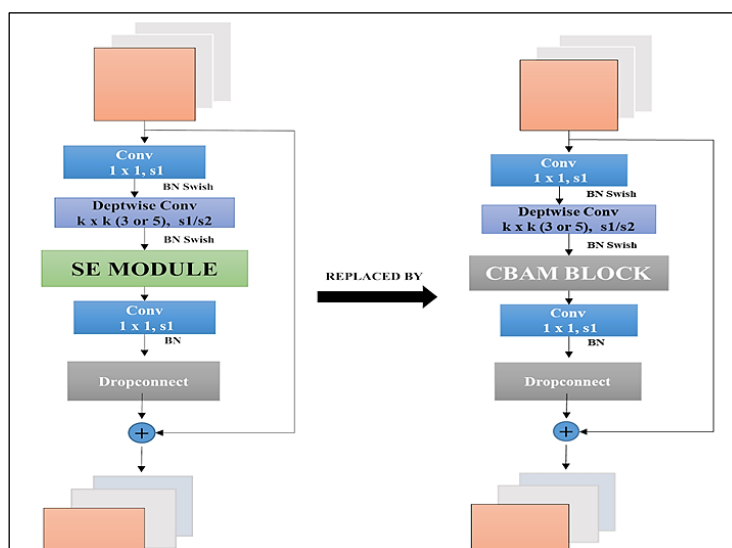 Conv
1 x 1, s1
BN Swish
Deptwise Conv
k x k (3 or 5), s1/s2
BN Swish
SE MODULE
Conv
1 x 1, s1
BN
Dropconnect
+
REPLACED BY
Conv
1 x 1, s1
BN Swish
Deptwise Conv
k x k (3 or 5), s1/s2
BN Swish
CBAM BLOCK
Conv
1 x 1, s1
BN
Dropconnect
+